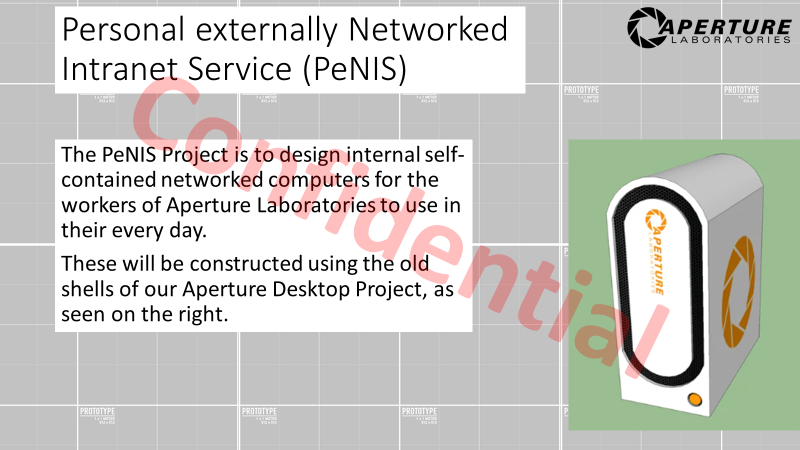 Personal externally Networked
Intranet Service (PeNIS)
APERTURE
LABORATORIES
PROTOTYPE
PROTOTYPE
The PeNIS Project is to design internal self-
contained networked computers for the
workers of Aperture Laboratories to use in
their every day.
These will be constructed using the old
shells of our Aperture Desktop Project, as
seen on the right.
Confidential
APERTURE
LABORATORIES
PROTOTYPE
PROTOTYPE
PROTOTYPE